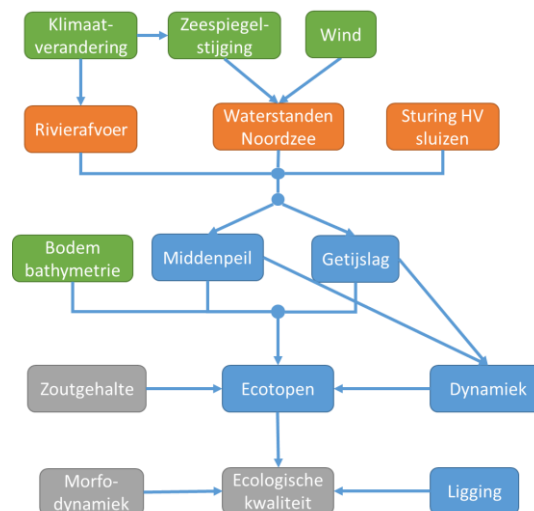 Klimaat-
verandering
Zeespiegel-
stijging
Wind
Rivierafvoer
Waterstanden
Noordzee
Sturing HV
sluizen
Bodem
bathymetrie
Middenpeil
Getijslag
Zoutgehalte
Ecotopen
Dynamiek
Morfo-
dynamiek
Ecologische
kwaliteit
Ligging